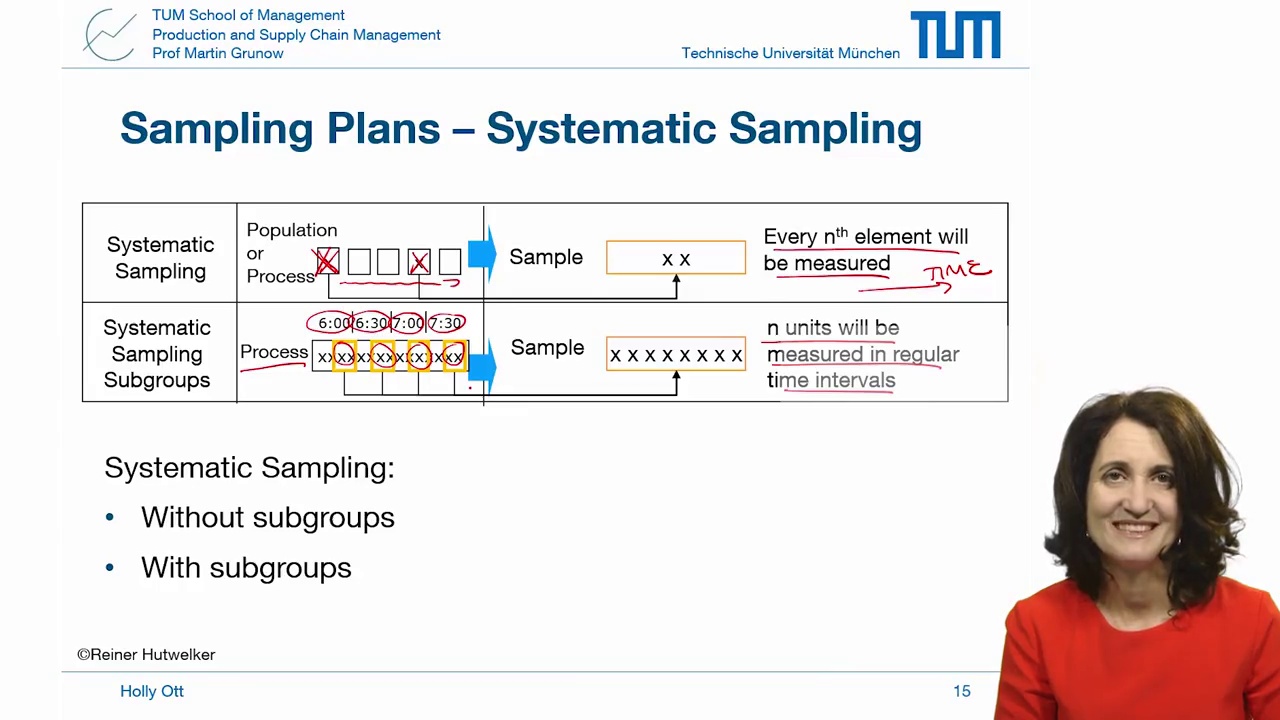 TUM School of Management
Production and Supply Chain Management
Prof Martin Grunow
Technische Universität München
TUM
Sampling Plans – Systematic Sampling
Systematic
Sampling
Population
or
Process
Sample
x x
Every nth element will
be measured
TIME
Systematic
Sampling
Subgroups
6:00 6:30 7:00 7:30
Process
Sample
x x x x x x x x
n units will be
measured in regular
time intervals
Systematic Sampling:
• Without subgroups
• With subgroups
©Reiner Hutwelker
Holly Ott
15